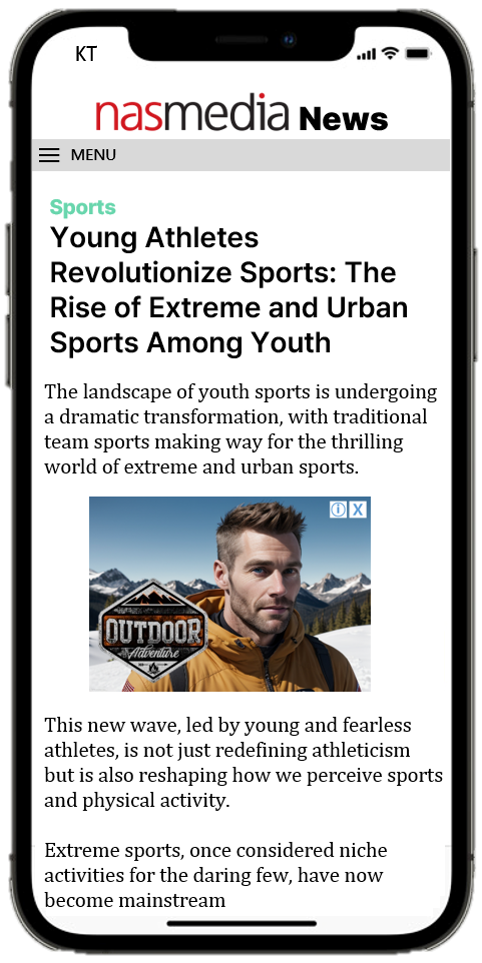 KT
nasmedia News
MENU
Sports
Young Athletes
Revolutionize Sports: The
Rise of Extreme and Urban
Sports Among Youth
The landscape of youth sports is undergoing
a dramatic transformation, with traditional
team sports making way for the thrilling
world of extreme and urban sports.
X
OUTDOOR
Adventure
This new wave, led by young and fearless
athletes, is not just redefining athleticism
but is also reshaping how we perceive sports
and physical activity.
Extreme sports, once considered niche
activities for the daring few, have now
become mainstream